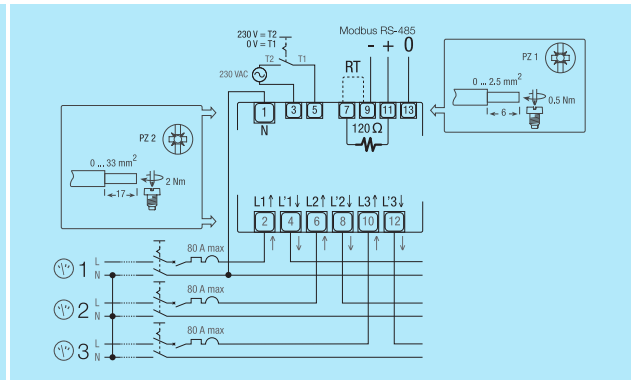 230 V = T2
0 V = T1
Modbus RS-485
- + 0
T2 T1
230 VAC
RT
1 3 5 7 9 11 13
N
120 Ω
PZ 1
0 ... 2.5 mm²
0.5 Nm
6
PZ 2
0 ... 33 mm²
2 Nm
17
L1↑ L'1↓ L2↑ L'2↓ L3↑ L'3↓
2 4 6 8 10 12
80 A max
1 L
N
80 A max
2 L
N
80 A max
3 L
N